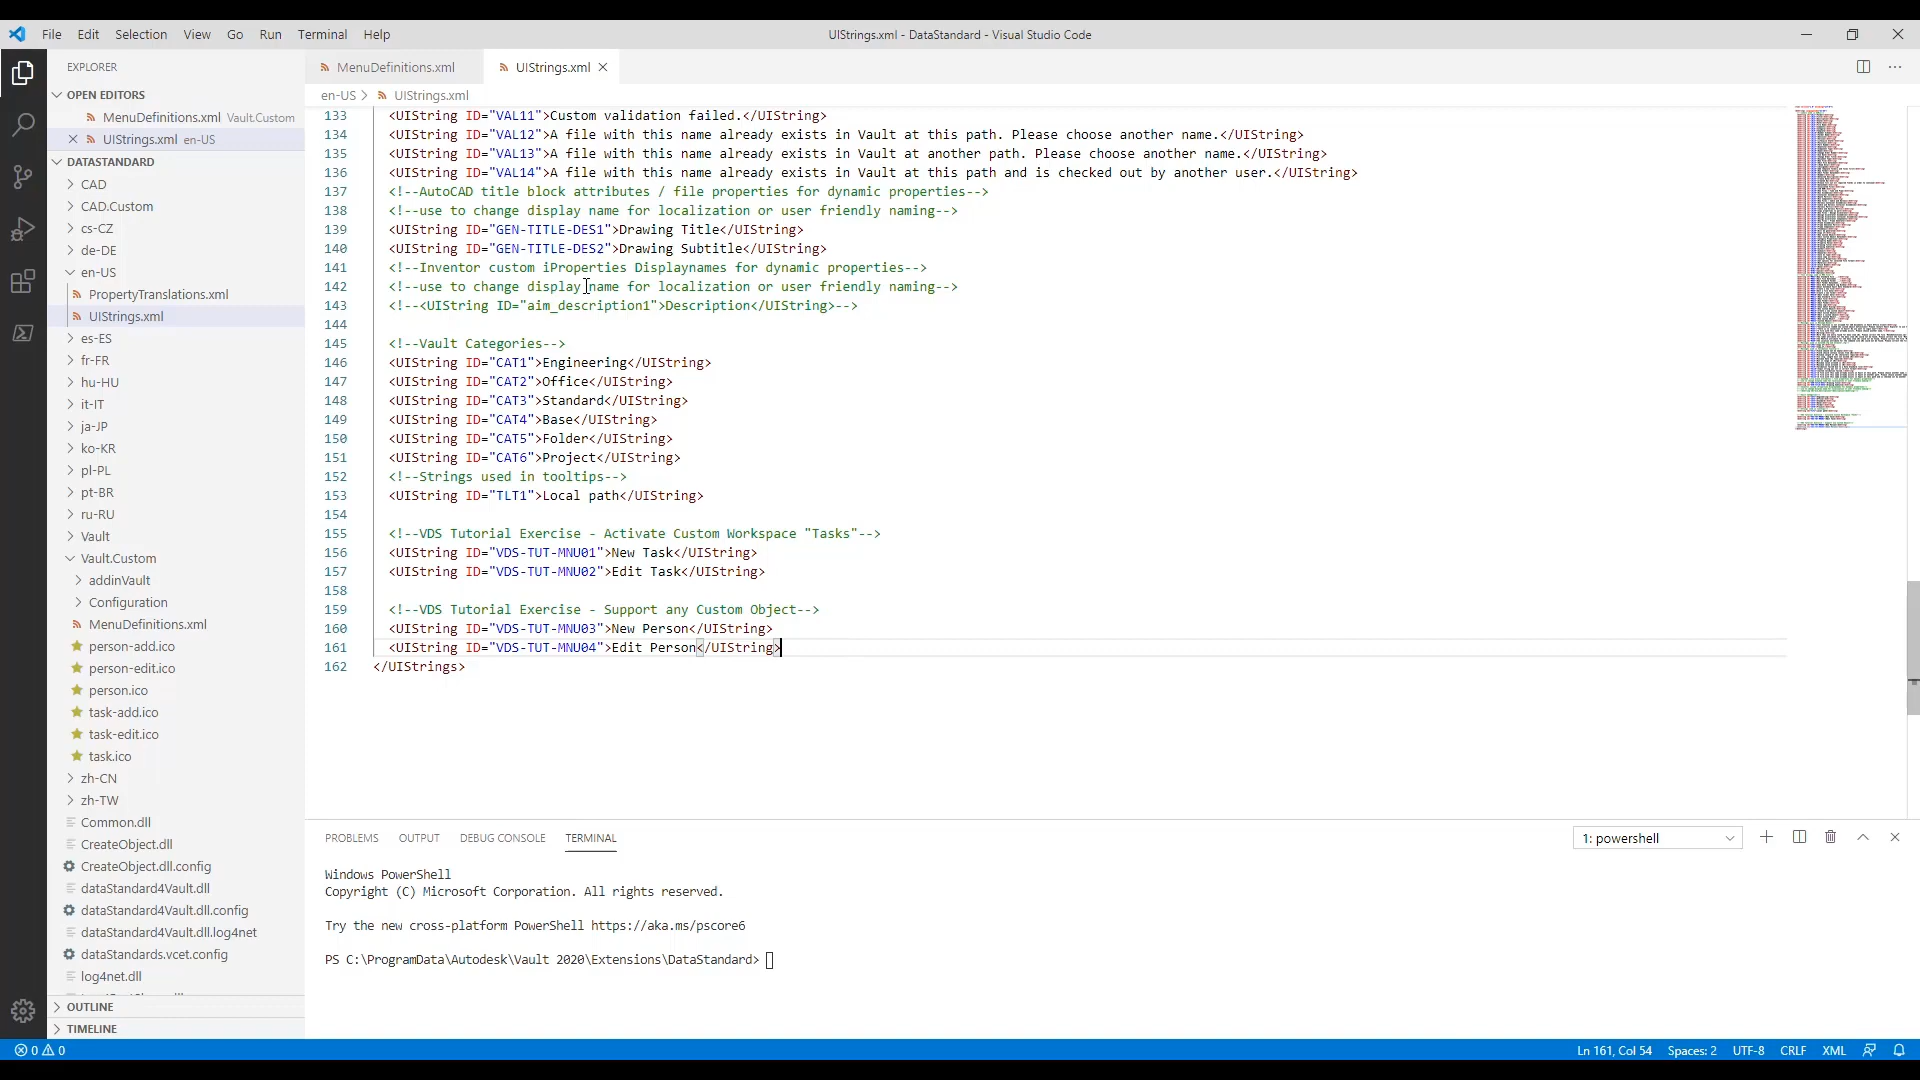 File Edit Selection View Go Run Terminal Help
UIStrings.xml - DataStandard - Visual Studio Code
EXPLORER
OPEN EDITORS
MenuDefinitions.xml Vault.Custom
UIStrings.xml en-US
DATASTANDARD
CAD
CAD.Custom
cs-CZ
de-DE
en-US
PropertyTranslations.xml
UIStrings.xml
es-ES
fr-FR
hu-HU
it-IT
ja-JP
ko-KR
pl-PL
pt-BR
ru-RU
Vault
Vault.Custom
addinVault
Configuration
MenuDefinitions.xml
person-add.ico
person-edit.ico
person.ico
task-add.ico
task-edit.ico
task.ico
zh-CN
zh-TW
Common.dll
CreateObject.dll
CreateObject.dll.config
dataStandard4Vault.dll
dataStandard4Vault.dll.config
dataStandard4Vault.dll.log4net
dataStandards.vcet.config
log4net.dll
OUTLINE
TIMELINE
MenuDefinitions.xml UIStrings.xml
en-US > UIStrings.xml
133 <UIString ID="VAL11">Custom validation failed.</UIString>
134 <UIString ID="VAL12">A file with this name already exists in Vault at this path. Please choose another name.</UIString>
135 <UIString ID="VAL13">A file with this name already exists in Vault at another path. Please choose another name.</UIString>
136 <UIString ID="VAL14">A file with this name already exists in Vault at this path and is checked out by another user.</UIString>
137 <!--AutoCAD title block attributes / file properties for dynamic properties-->
138 <!--use to change display name for localization or user friendly naming-->
139 <UIString ID="GEN-TITLE-DES1">Drawing Title</UIString>
140 <UIString ID="GEN-TITLE-DES2">Drawing Subtitle</UIString>
141 <!--Inventor custom iProperties Displaynames for dynamic properties-->
142 <!--use to change display name for localization or user friendly naming-->
143 <!--<UIString ID="aim_description1">Description</UIString>-->
144
145 <!--Vault Categories-->
146 <UIString ID="CAT1">Engineering</UIString>
147 <UIString ID="CAT2">Office</UIString>
148 <UIString ID="CAT3">Standard</UIString>
149 <UIString ID="CAT4">Base</UIString>
150 <UIString ID="CAT5">Folder</UIString>
151 <UIString ID="CAT6">Project</UIString>
152 <!--Strings used in tooltips-->
153 <UIString ID="TLT1">Local path</UIString>
154
155 <!--VDS Tutorial Exercise - Activate Custom Workspace "Tasks"-->
156 <UIString ID="VDS-TUT-MNU01">New Task</UIString>
157 <UIString ID="VDS-TUT-MNU02">Edit Task</UIString>
158
159 <!--VDS Tutorial Exercise - Support any Custom Object-->
160 <UIString ID="VDS-TUT-MNU03">New Person</UIString>
161 <UIString ID="VDS-TUT-MNU04">Edit Person</UIString>
162 </UIStrings>
PROBLEMS OUTPUT DEBUG CONSOLE TERMINAL
1: powershell
Windows PowerShell
Copyright (C) Microsoft Corporation. All rights reserved.
Try the new cross-platform PowerShell https://aka.ms/pscore6
PS C:\ProgramData\Autodesk\Vault 2020\Extensions\DataStandard>
0 0
Ln 161, Col 54 Spaces: 2 UTF-8 CRLF XML